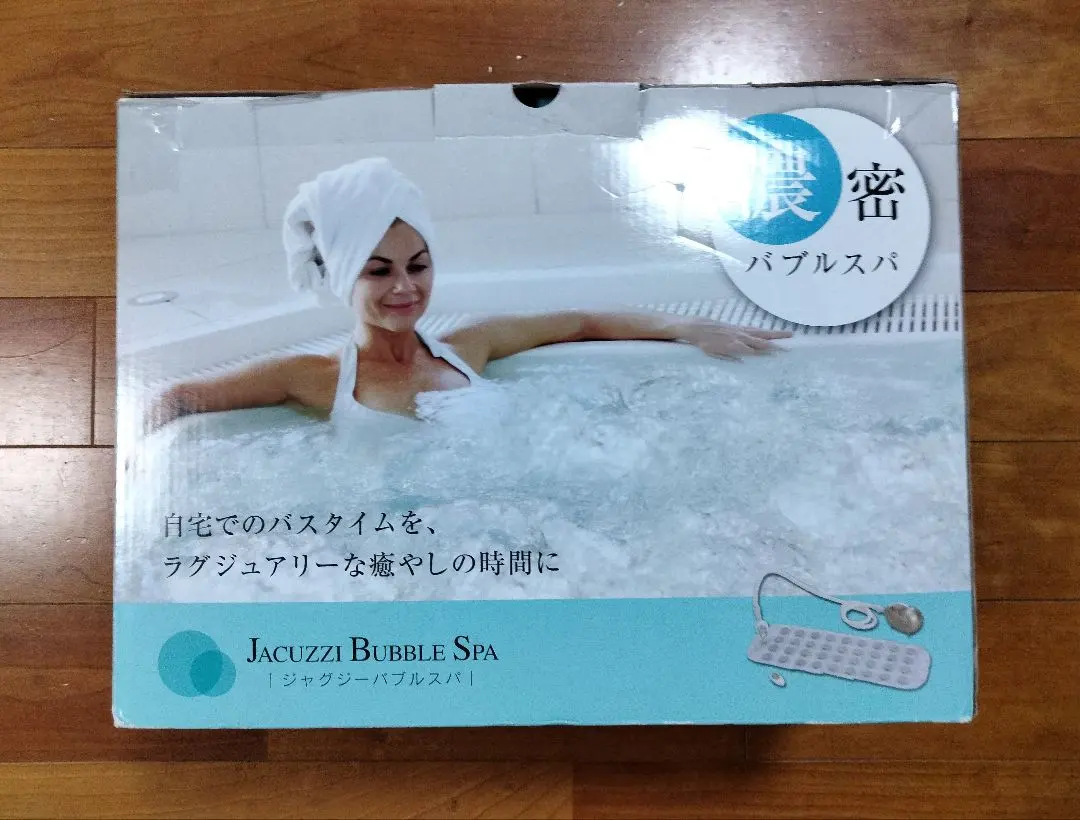 濃密
バブルスパ
自宅でのバスタイムを、
ラグジュアリーな癒やしの時間に
JACUZZI BUBBLE SPA
｜ジャグジーバブルスパ｜